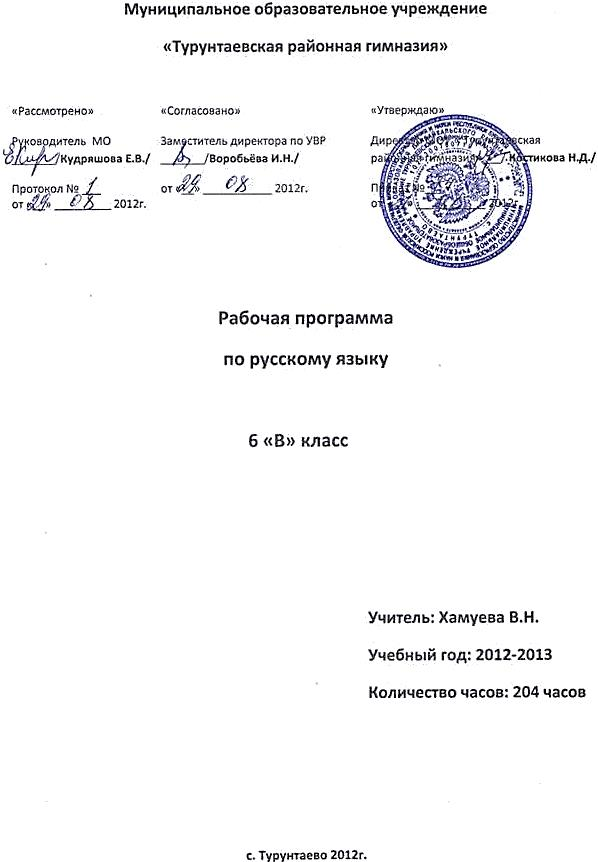 Муниципальное образовательное учреждение
«Турунтаевская районная гимназия»
«Рассмотрено» «Согласовано» «Утверждаю»
Руководитель МО Заместитель директора по УВР
/Кудряшова Е.В./ /Воробьёва И.Н./ районная гимназия /Костикова Н.Д./
Протокол № 1 от «29» 08 2012г.
от «29» 08 2012г.
Рабочая программа
по русскому языку
6 «В» класс
Учитель: Хамуева В.Н.
Учебный год: 2012-2013
Количество часов: 204 часов
с. Турунтаево 2012г.